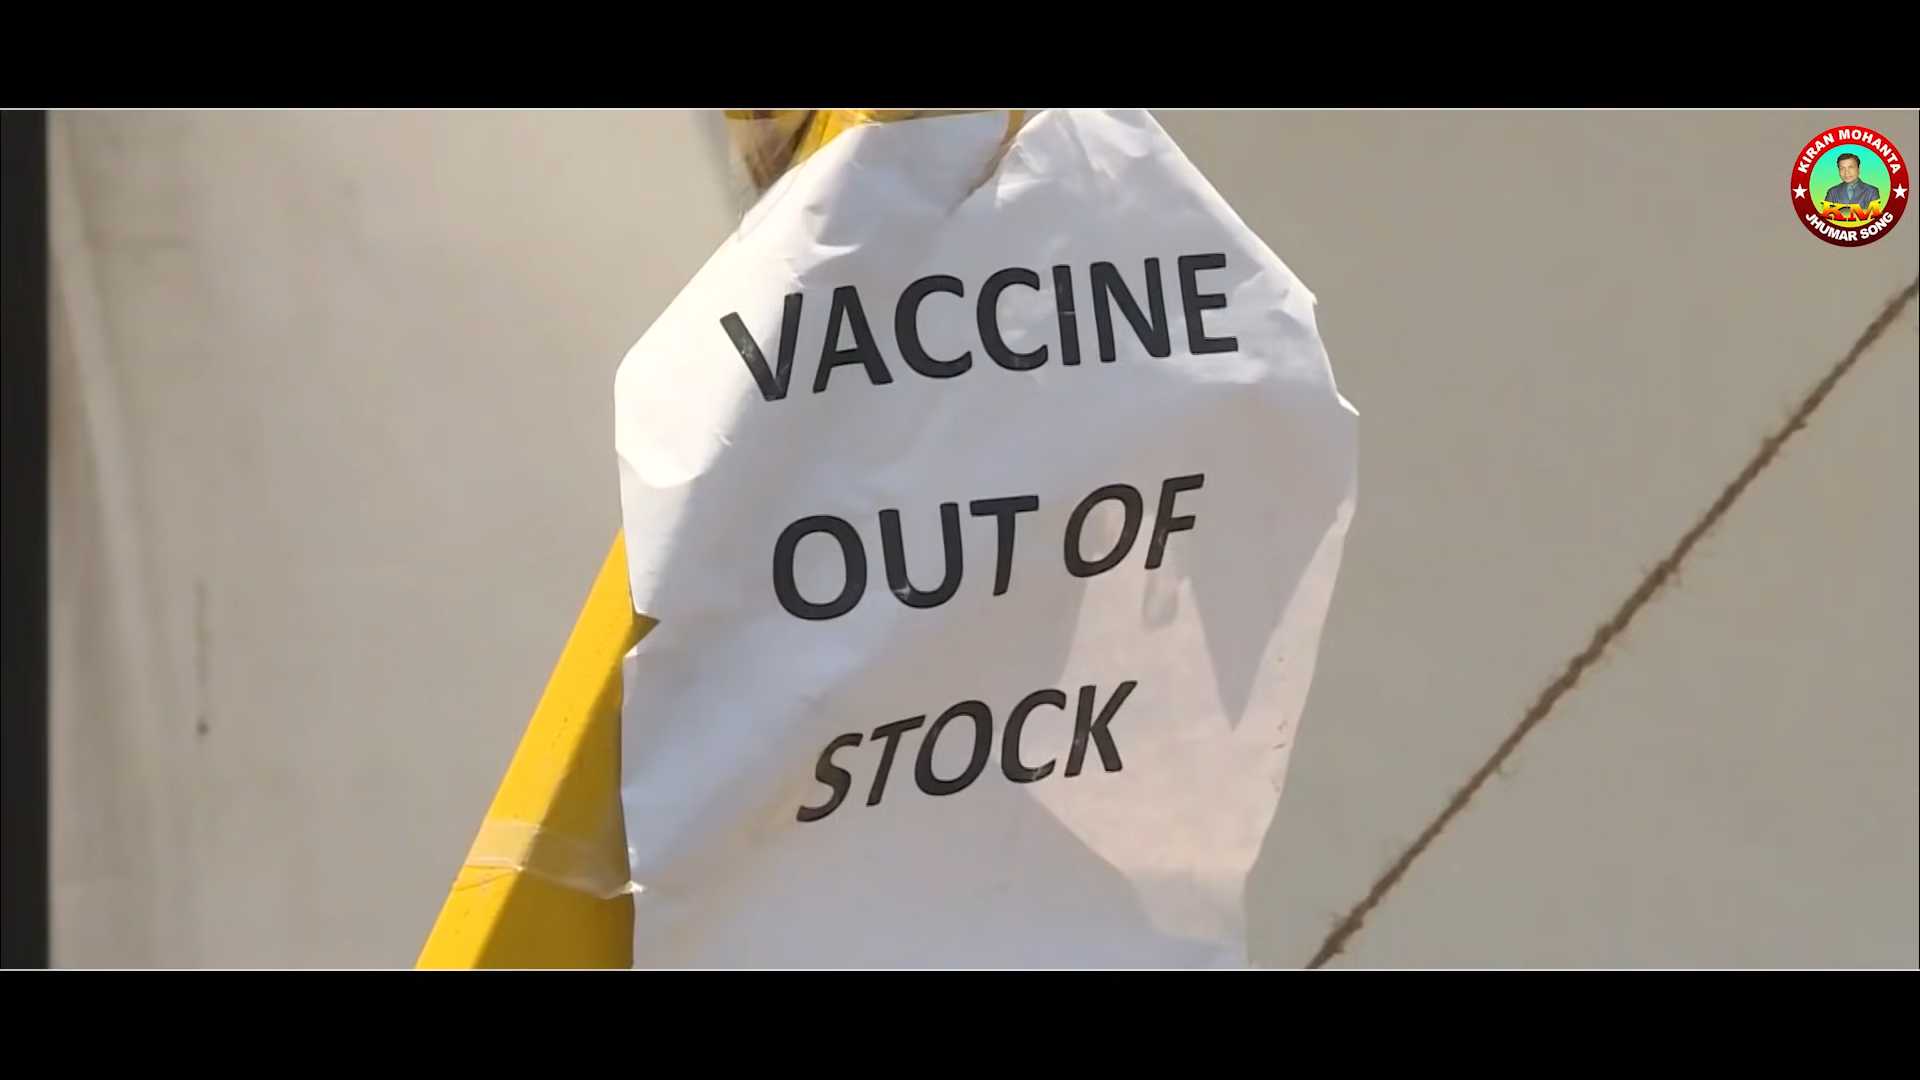 VACCINE
OUT OF
STOCK
KIRAN MOHANTA
KM
JHUMAR SONG